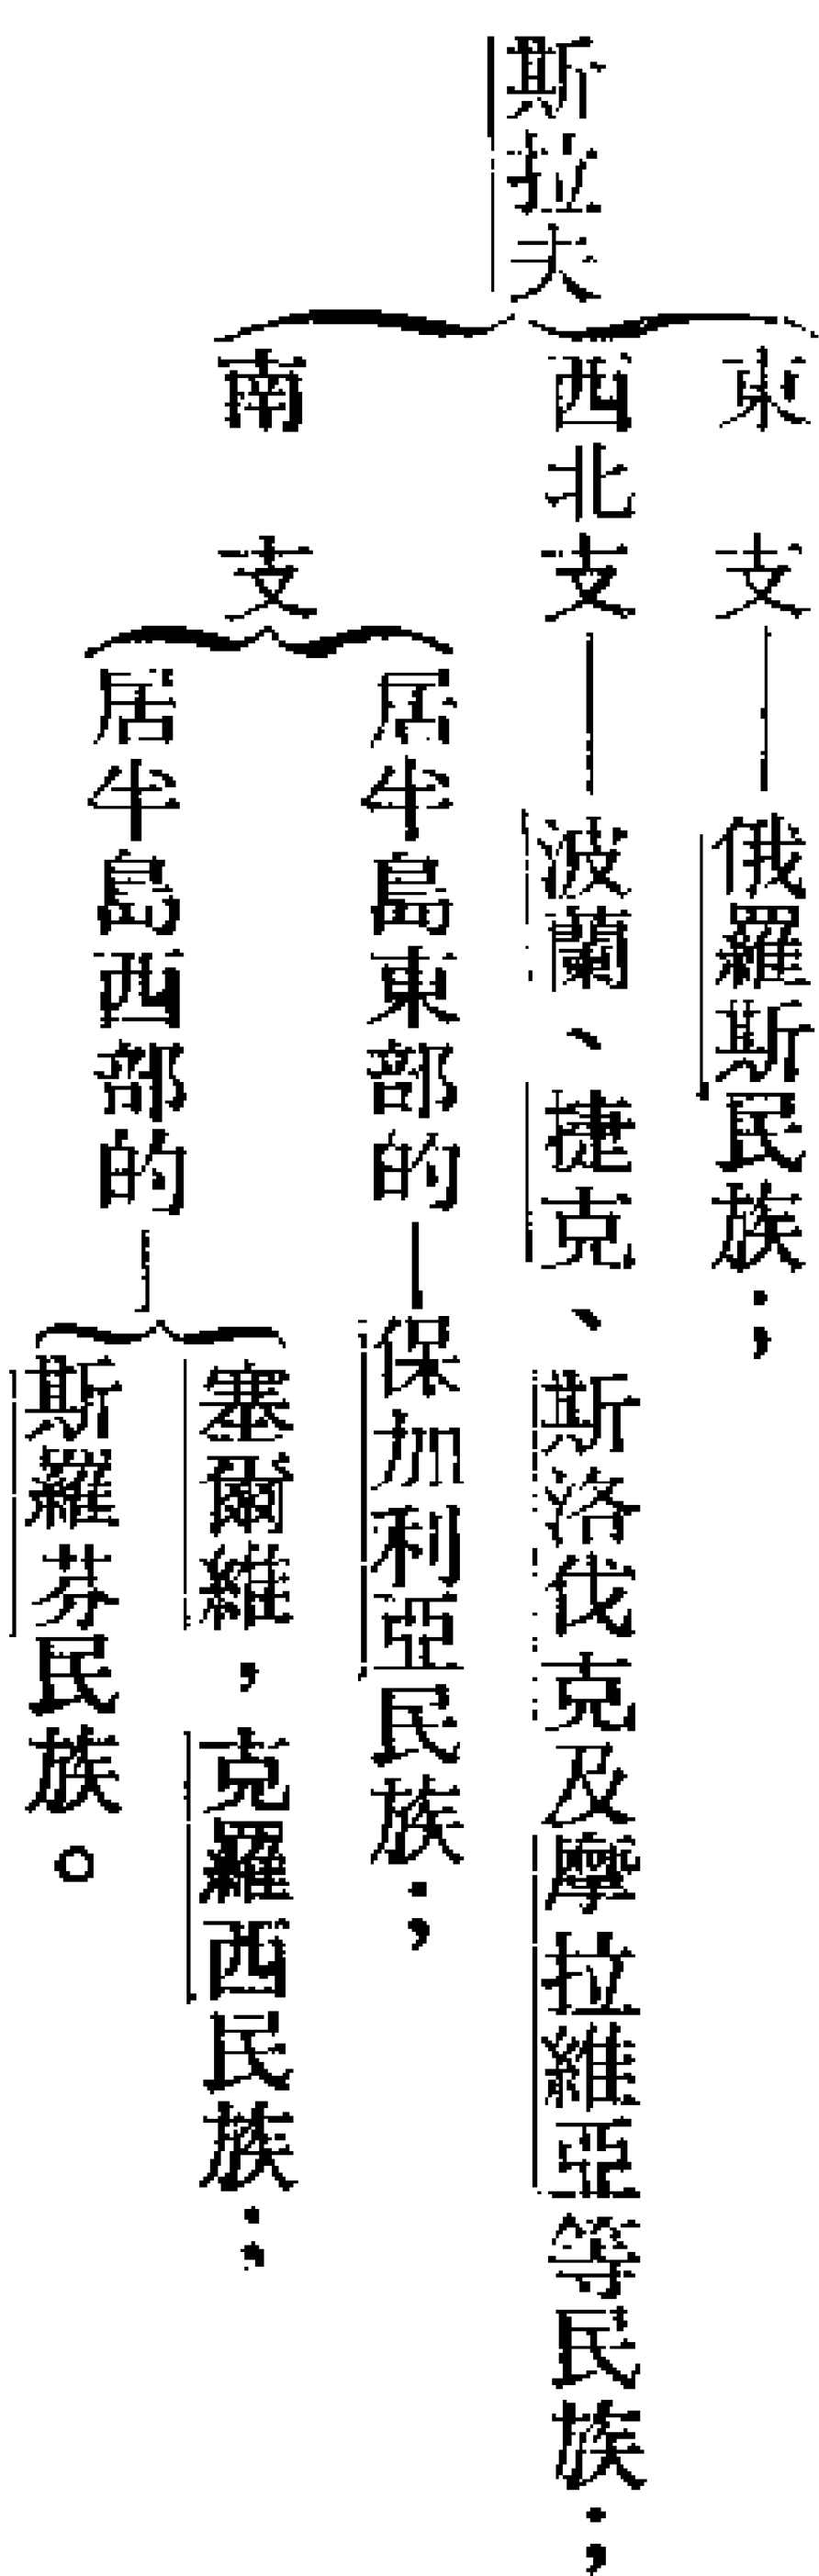 斯拉夫
東支——俄羅斯民族；
西北支——波蘭、捷克、斯洛伐克及摩拉維亞等民族；
南支
居半島東部的—保加利亞民族；
居半島西部的—
塞爾維，克羅西民族；
斯羅芬民族。